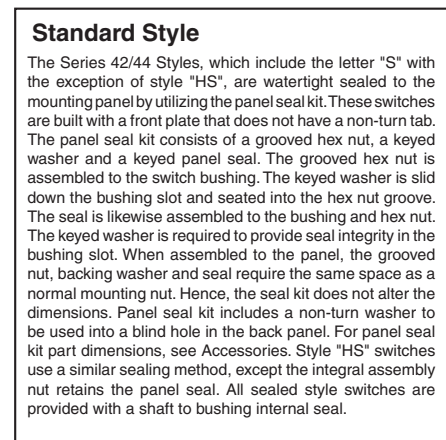 Standard Style
The Series 42/44 Styles, which include the letter "S" with
the exception of style "HS", are watertight sealed to the
mounting panel by utilizing the panel seal kit. These switches
are built with a front plate that does not have a non-turn tab.
The panel seal kit consists of a grooved hex nut, a keyed
washer and a keyed panel seal. The grooved hex nut is
assembled to the switch bushing. The keyed washer is slid
down the bushing slot and seated into the hex nut groove.
The seal is likewise assembled to the bushing and hex nut.
The keyed washer is required to provide seal integrity in the
bushing slot. When assembled to the panel, the grooved
nut, backing washer and seal require the same space as a
normal mounting nut. Hence, the seal kit does not alter the
dimensions. Panel seal kit includes a non-turn washer to
be used into a blind hole in the back panel. For panel seal
kit part dimensions, see Accessories. Style "HS" switches
use a similar sealing method, except the integral assembly
nut retains the panel seal. All sealed style switches are
provided with a shaft to bushing internal seal.